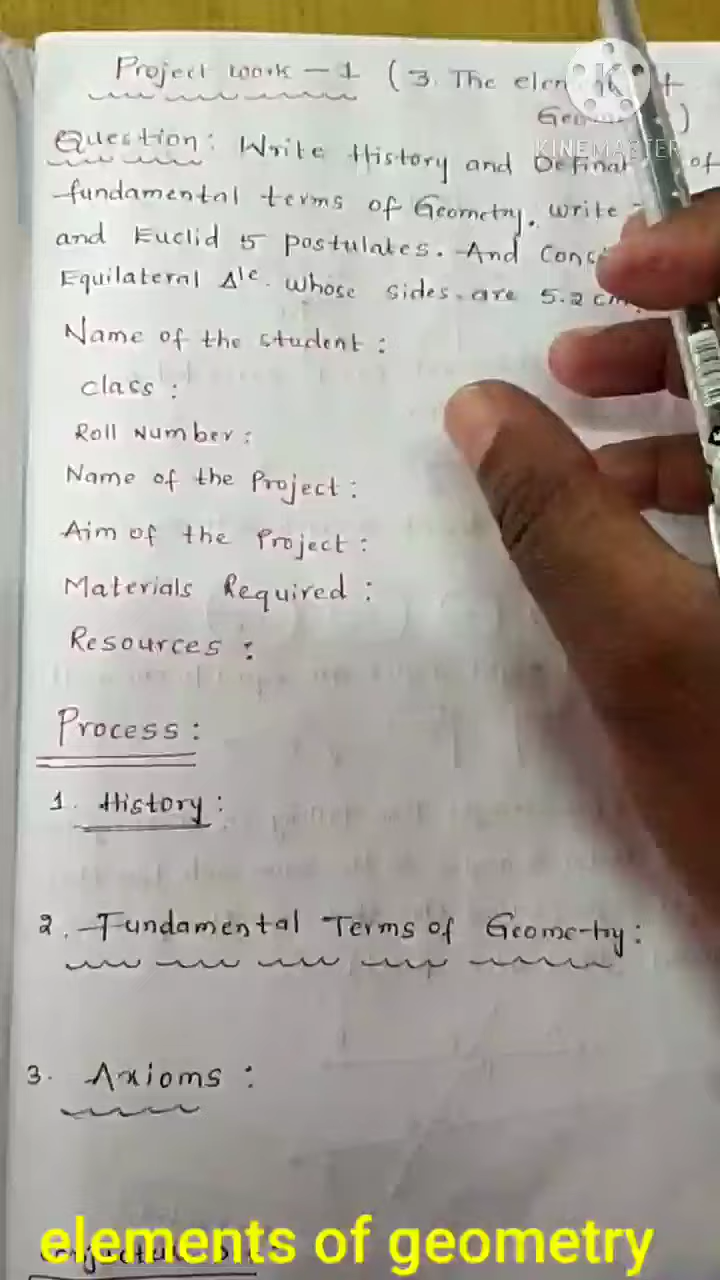 Project work - 1 ( 3. The
KINEMASTER
Question: Write History and of
fundamental terms of Geometry. write
and Euclid 5 postulates. And
Equilateral Δle. whose sides are 5.2 cm.
Name of the student :
class :
Roll Number :
Name of the Project :
Aim of the Project :
Materials Required :
Resources :
Process :
1. History :
2. Fundamental Terms of Geometry :
3. Axioms :
elements of geometry